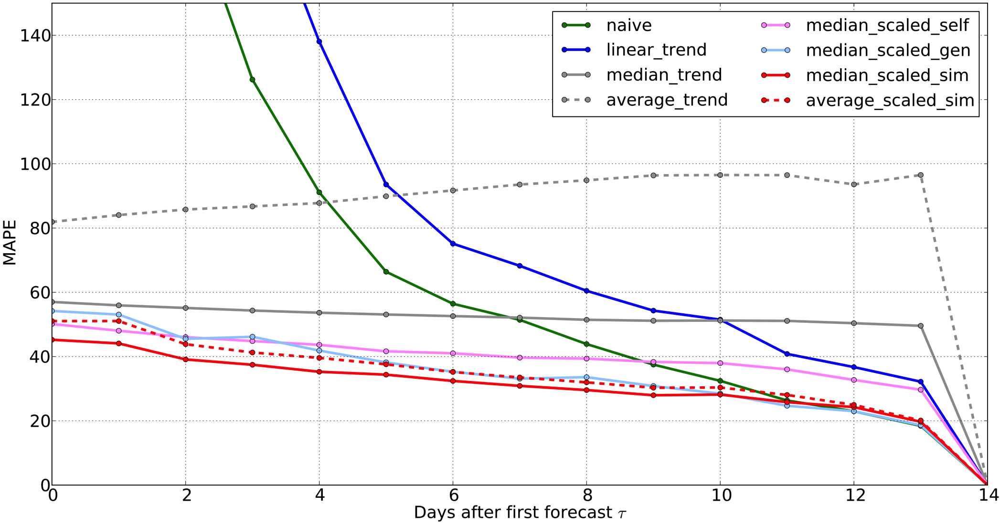 140
120
100
80
60
40
20
0
MAPE
naive
linear_trend
median_trend
average_trend
median_scaled_self
median_scaled_gen
median_scaled_sim
average_scaled_sim
0 2 4 6 8 10 12 14
Days after first forecast τ